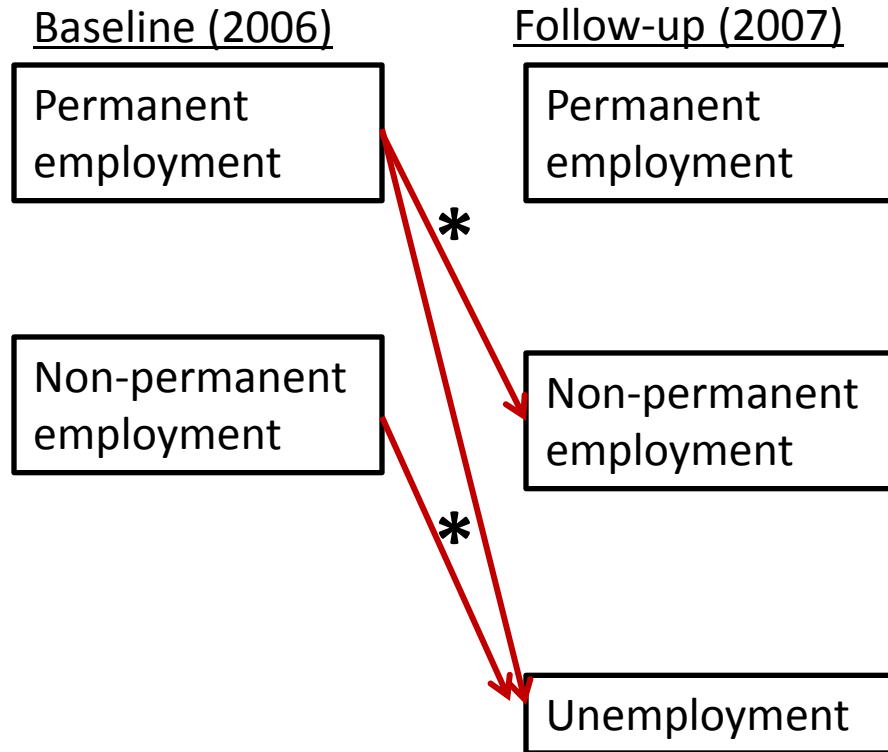 Baseline (2006)
Follow-up (2007)
Permanent
employment
Permanent
employment
*
Non-permanent
employment
Non-permanent
employment
*
Unemployment